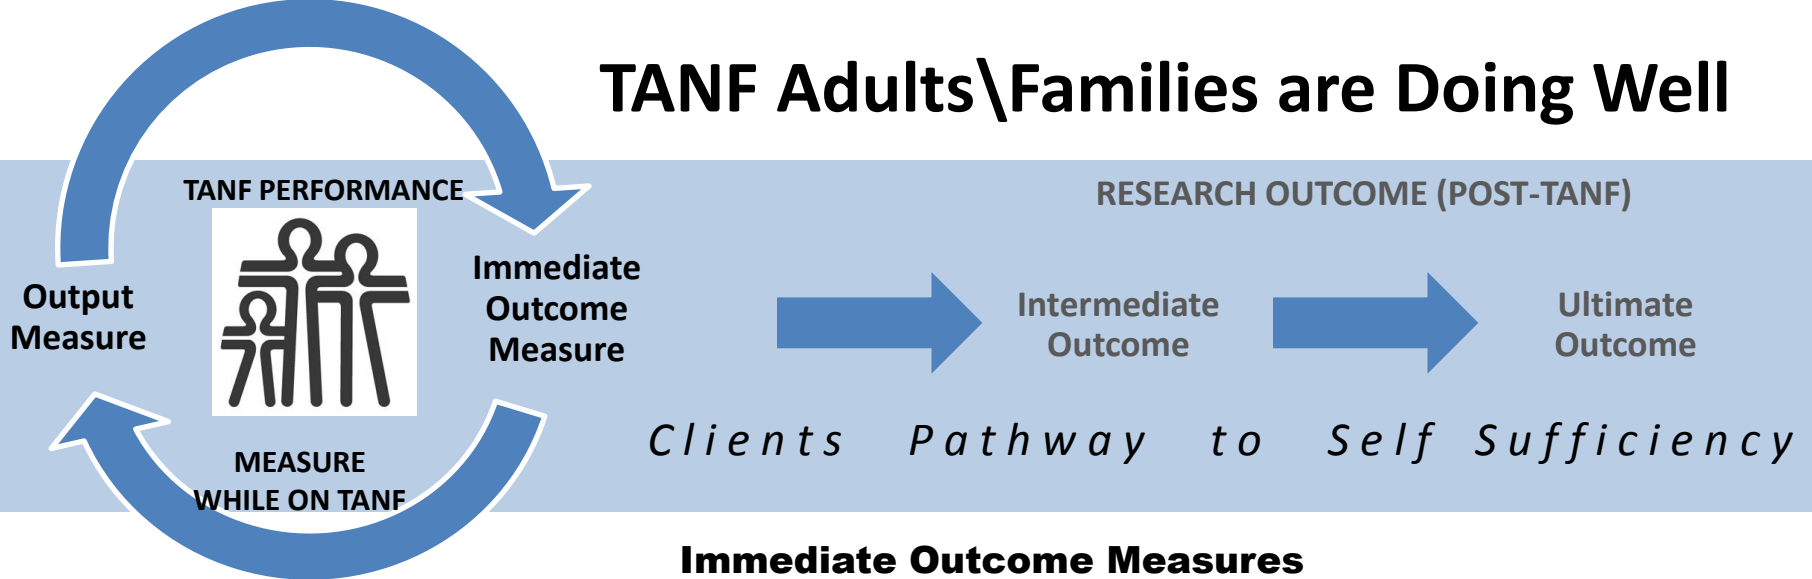 TANF Adults\Families are Doing Well
TANF PERFORMANCE
Output
Measure
Immediate
Outcome
Measure
MEASURE
WHILE ON TANF
RESEARCH OUTCOME (POST-TANF)
Intermediate
Outcome
Ultimate
Outcome
Clients Pathway to Self Sufficiency
Immediate Outcome Measures